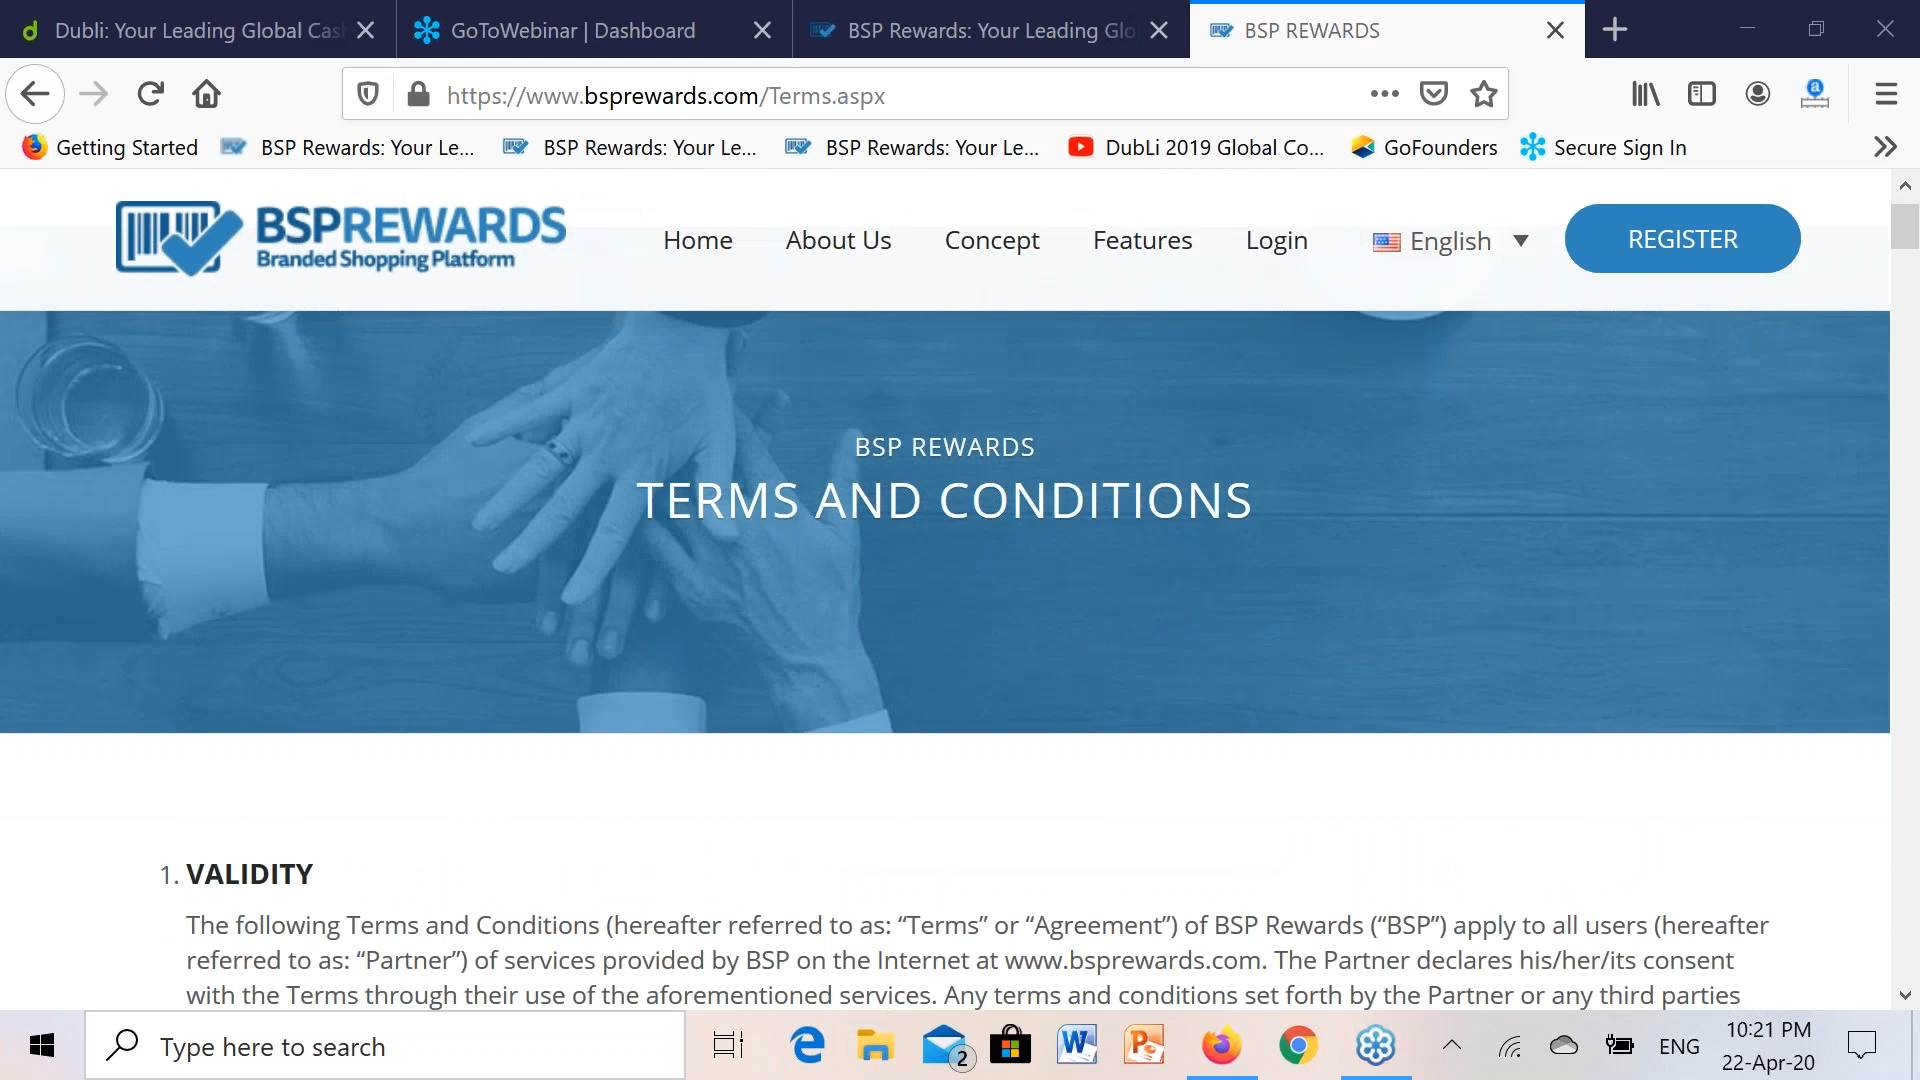 Dubli: Your Leading Global Cas
GoToWebinar | Dashboard
BSP Rewards: Your Leading Glo
BSP REWARDS
https://www.bsprewards.com/Terms.aspx
Getting Started
BSP Rewards: Your Le...
BSP Rewards: Your Le...
BSP Rewards: Your Le...
DubLi 2019 Global Co...
GoFounders
Secure Sign In
BSPREWARDS
Branded Shopping Platform
Home
About Us
Concept
Features
Login
English
REGISTER
BSP REWARDS
TERMS AND CONDITIONS
1. VALIDITY
The following Terms and Conditions (hereafter referred to as: “Terms” or “Agreement”) of BSP Rewards (“BSP”) apply to all users (hereafter
referred to as: “Partner”) of services provided by BSP on the Internet at www.bsprewards.com. The Partner declares his/her/its consent
with the Terms through their use of the aforementioned services. Any terms and conditions set forth by the Partner or any third parties
Type here to search
2
ENG
10:21 PM
22-Apr-20